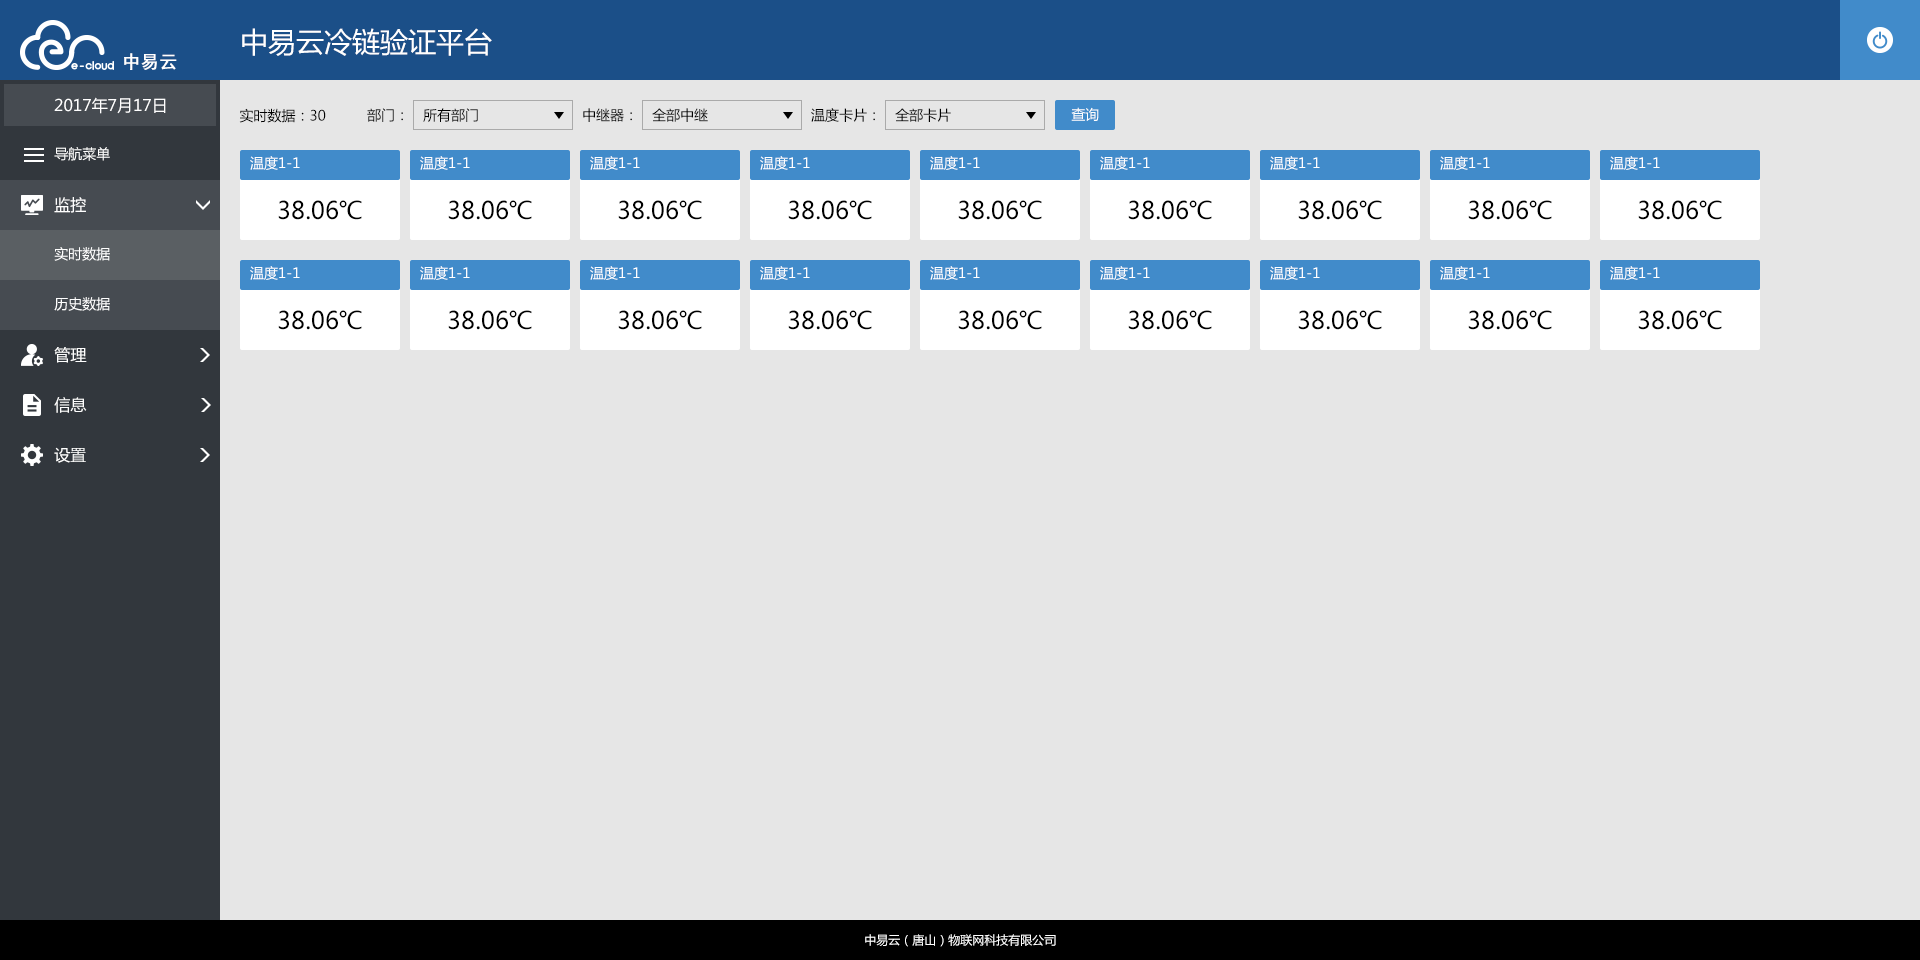 e-cloud 中易云
中易云冷链验证平台
2017年7月17日
导航菜单
监控
实时数据
历史数据
管理
信息
设置
实时数据：30 部门： 所有部门 中继器： 全部中继 温度卡片： 全部卡片 查询
温度1-1 温度1-1 温度1-1 温度1-1 温度1-1 温度1-1 温度1-1 温度1-1 温度1-1
38.06℃ 38.06℃ 38.06℃ 38.06℃ 38.06℃ 38.06℃ 38.06℃ 38.06℃ 38.06℃
温度1-1 温度1-1 温度1-1 温度1-1 温度1-1 温度1-1 温度1-1 温度1-1 温度1-1
38.06℃ 38.06℃ 38.06℃ 38.06℃ 38.06℃ 38.06℃ 38.06℃ 38.06℃ 38.06℃
中易云（唐山）物联网科技有限公司